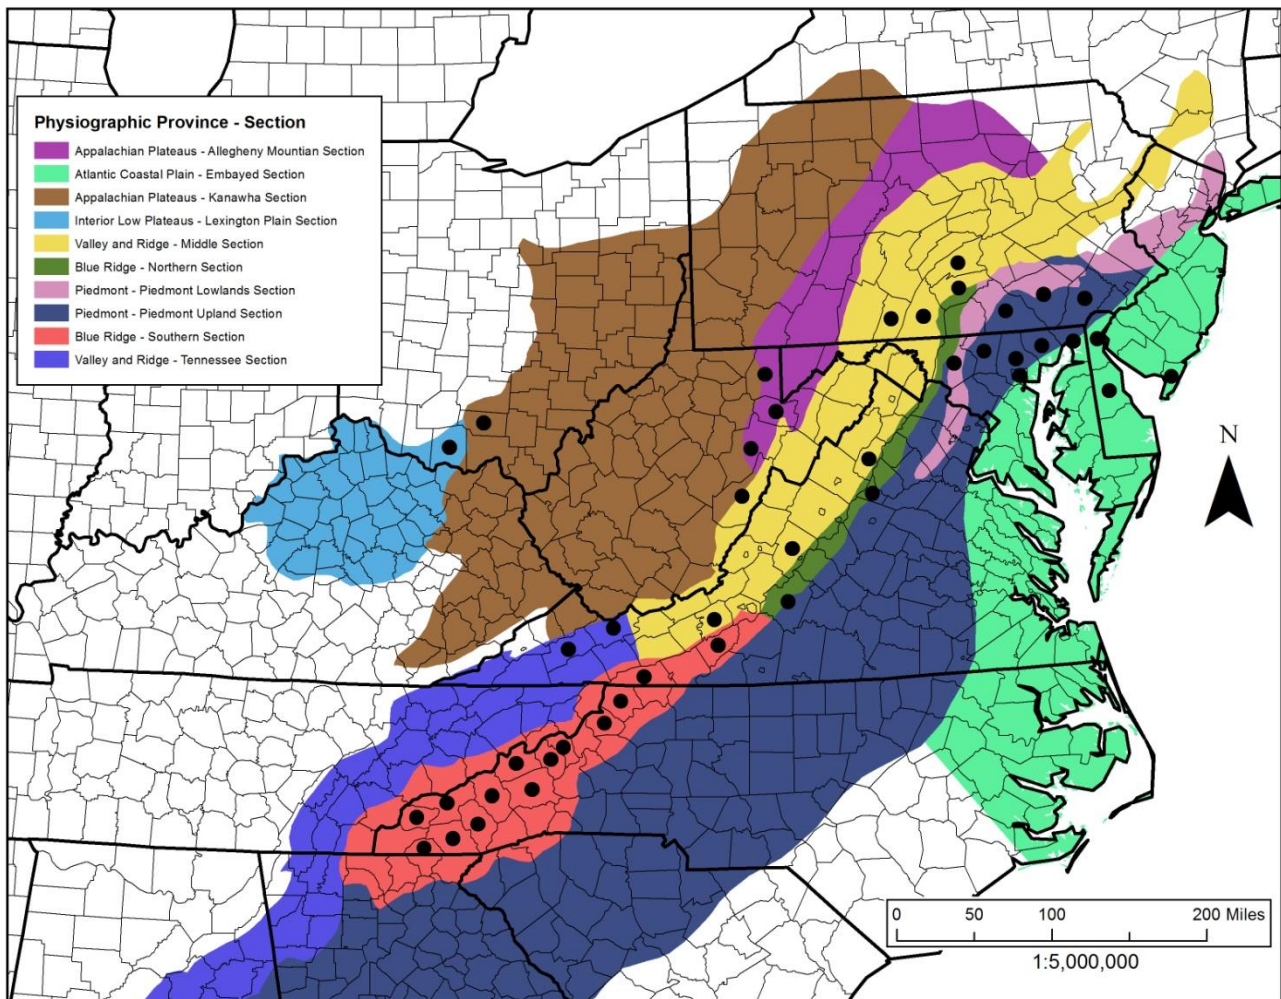 Physiographic Province - Section
Appalachian Plateaus - Allegheny Mountian Section
Atlantic Coastal Plain - Embayed Section
Appalachian Plateaus - Kanawha Section
Interior Low Plateaus - Lexington Plain Section
Valley and Ridge - Middle Section
Blue Ridge - Northern Section
Piedmont - Piedmont Lowlands Section
Piedmont - Piedmont Upland Section
Blue Ridge - Southern Section
Valley and Ridge - Tennessee Section
N
0 50 100 200 Miles
1:5,000,000